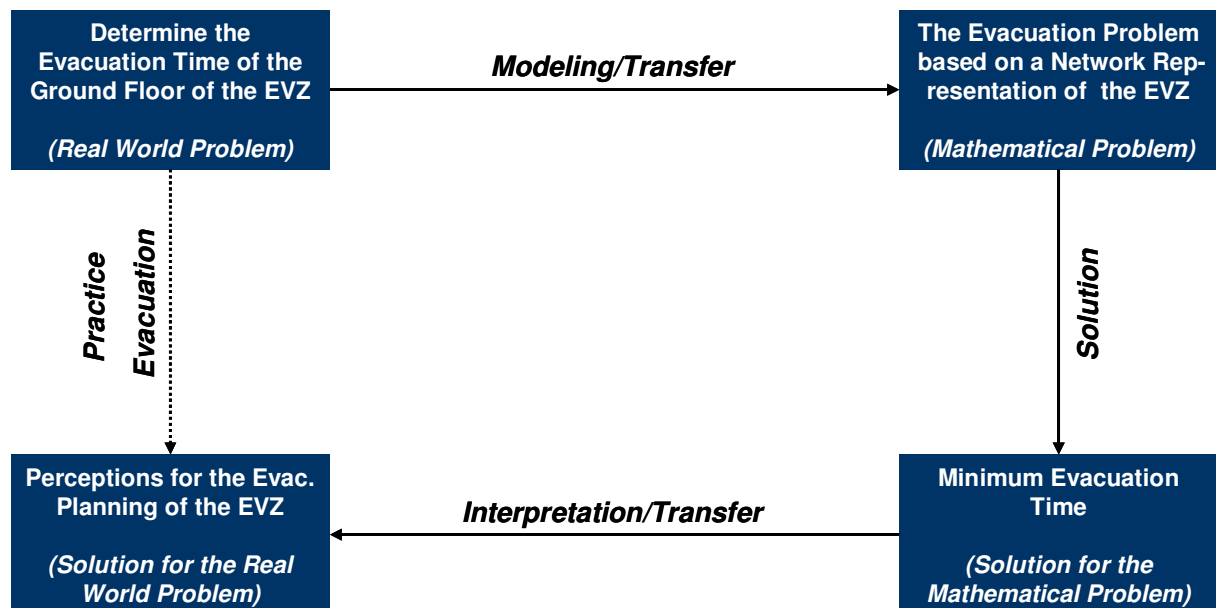 Determine the
Evacuation Time of the
Ground Floor of the EVZ
(Real World Problem)
Modeling/Transfer
The Evacuation Problem
based on a Network Rep-
resentation of the EVZ
(Mathematical Problem)
Practice
Evacuation
Solution
Perceptions for the Evac.
Planning of the EVZ
(Solution for the Real
World Problem)
Interpretation/Transfer
Minimum Evacuation
Time
(Solution for the
Mathematical Problem)